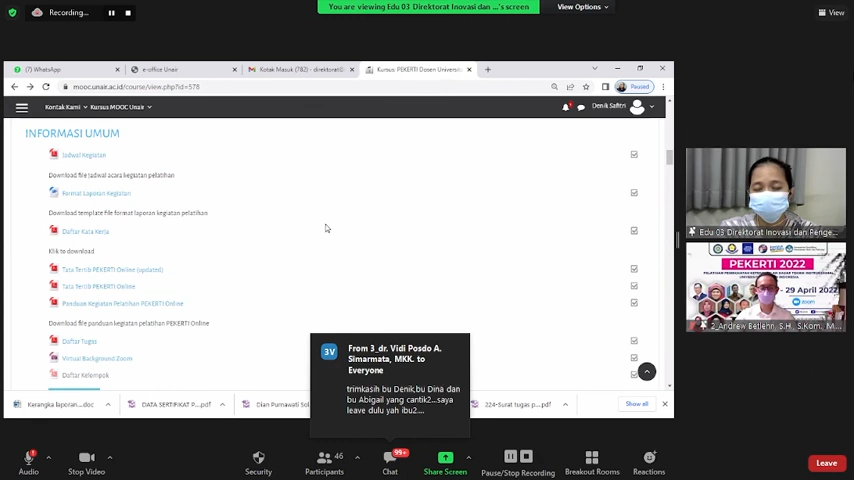 Recording...
You are viewing Edu 03 Direktorat Inovasi dan ...'s screen
View Options
View
(7) WhatsApp
e-office Unair
Kotak Masuk (782) - direktorat@
Kursus: PEKERTI Dosen Universit
mooc.unair.ac.id/course/view.php?id=578
Paused
Kontak Kami
Kursus MOOC Unair
Denik Safitri
INFORMASI UMUM
Jadwal Kegiatan
Download file jadwal acara kegiatan pelatihan
Format Laporan Kegiatan
Download template file format laporan kegiatan pelatihan
Daftar Kata Kerja
Klik to download
Tata Tertib PEKERTI Online (updated)
Tata Tertib PEKERTI Online
Panduan Kegiatan Pelatihan PEKERTI Online
Download file panduan kegiatan pelatihan PEKERTI Online
Daftar Tugas
Virtual Background Zoom
Daftar Kelompok
Kerangka laporan....doc
DATA SERTIFIKAT P....pdf
Dian Purnawati Sol
224-Surat tugas p....pdf
Show all
3V
From 3_dr. Vidi Posdo A.
Simarmata, MKK. to
Everyone
trimkasih bu Denik,bu Dina dan
bu Abigail yang cantik2...saya
leave dulu yah ibu2....
Edu 03 Direktorat Inovasi dan Penge...
PEKERTI 2022
29 April 2022
zoom
2_Andrew Betlehn, S.H., S.Kom., M...
Audio
Stop Video
Security
46
Participants
99+
Chat
Share Screen
Pause/Stop Recording
Breakout Rooms
Reactions
Leave